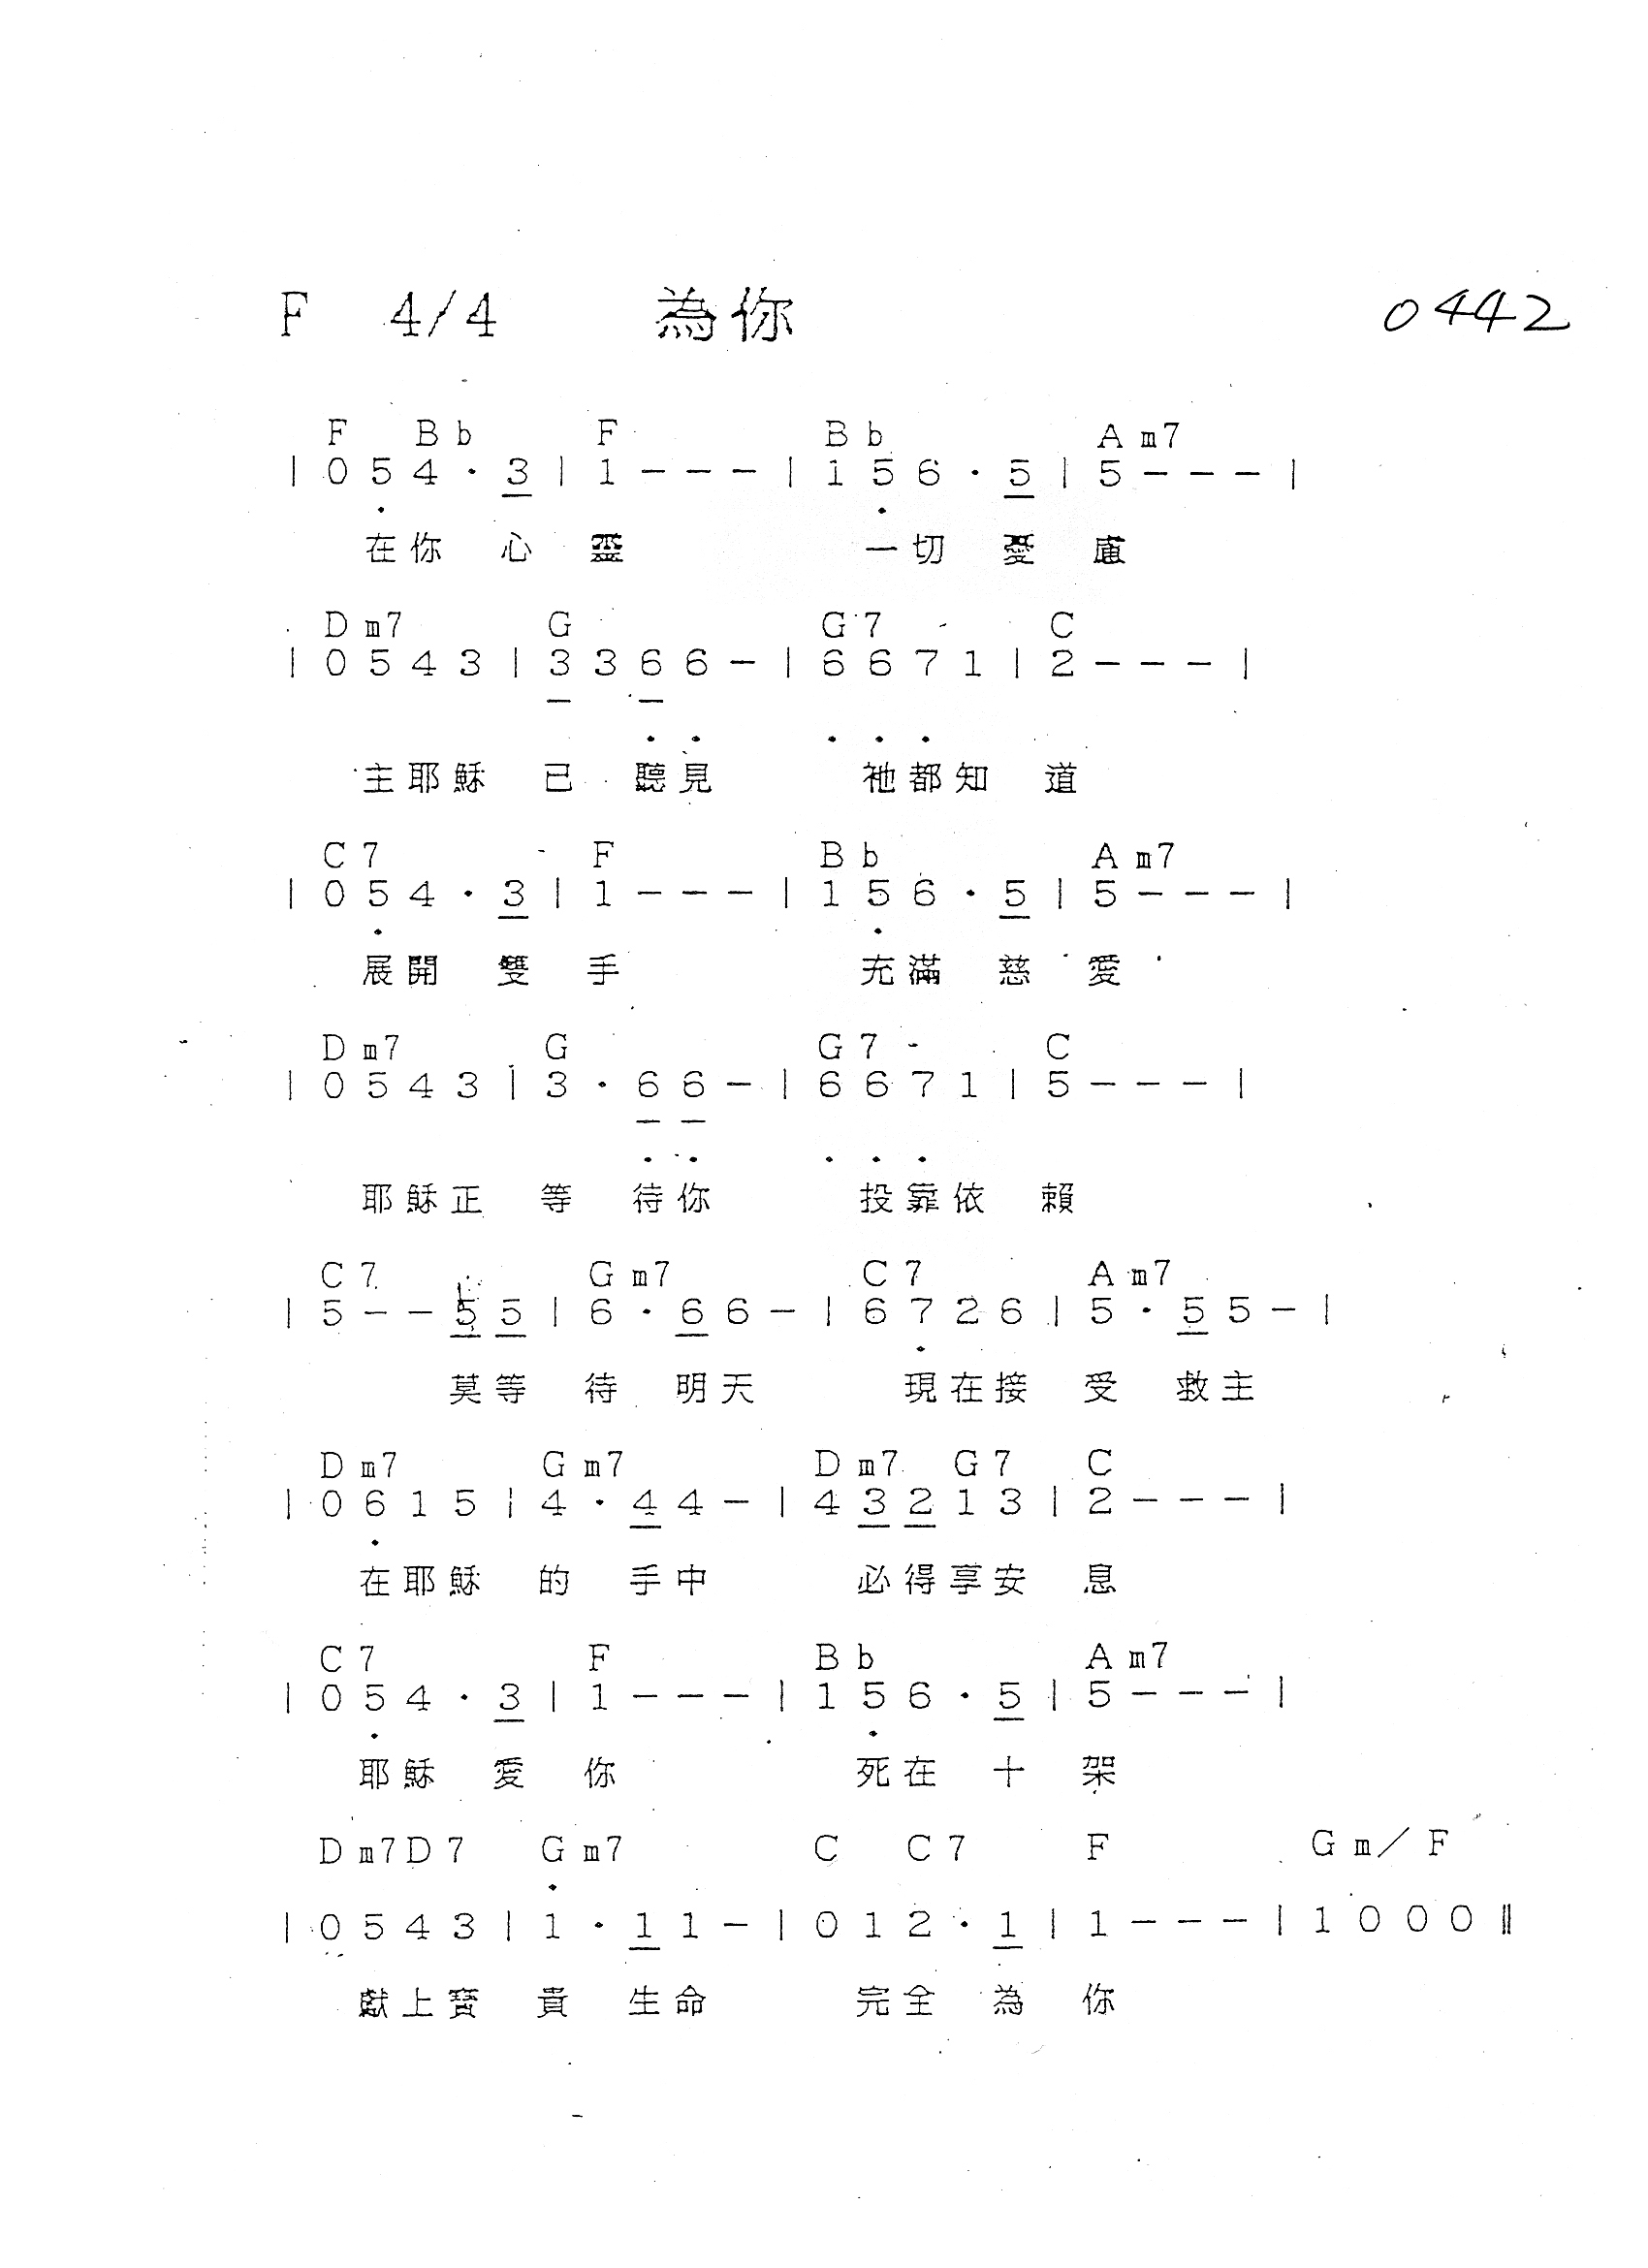 F 4/4 為你 0442
F Bb F Bb Am7
| 0 5 4 · 3 | 1 - - - | 1 5 6 · 5 | 5 - - - |
在你 心 靈 一切 憂 慮
Dm7 G G7 C
| 0 5 4 3 | 3 3 6 6 - | 6 6 7 1 | 2 - - - |
主耶穌 已 聽見 祂都知 道
C7 F Bb Am7
| 0 5 4 · 3 | 1 - - - | 1 5 6 · 5 | 5 - - - |
展開 雙 手 充滿 慈 愛
Dm7 G G7 C
| 0 5 4 3 | 3 · 6 6 - | 6 6 7 1 | 5 - - - |
耶穌正 等 待你 投靠依 賴
C7 Gm7 C7 Am7
| 5 - - 5 5 | 6 · 6 6 - | 6 7 2 6 | 5 · 5 5 - |
莫等 待 明天 現在接 受 救主
Dm7 Gm7 Dm7 G7 C
| 0 6 1 5 | 4 · 4 4 - | 4 3 2 1 3 | 2 - - - |
在耶穌 的 手中 必得享安 息
C7 F Bb Am7
| 0 5 4 · 3 | 1 - - - | 1 5 6 · 5 | 5 - - - |
耶穌 愛 你 死在 十 架
Dm7D7 Gm7 C C7 F Gm/F
| 0 5 4 3 | 1 · 1 1 - | 0 1 2 · 1 | 1 - - - | 1 0 0 0 ‖
獻上寶 貴 生命 完全 為 你